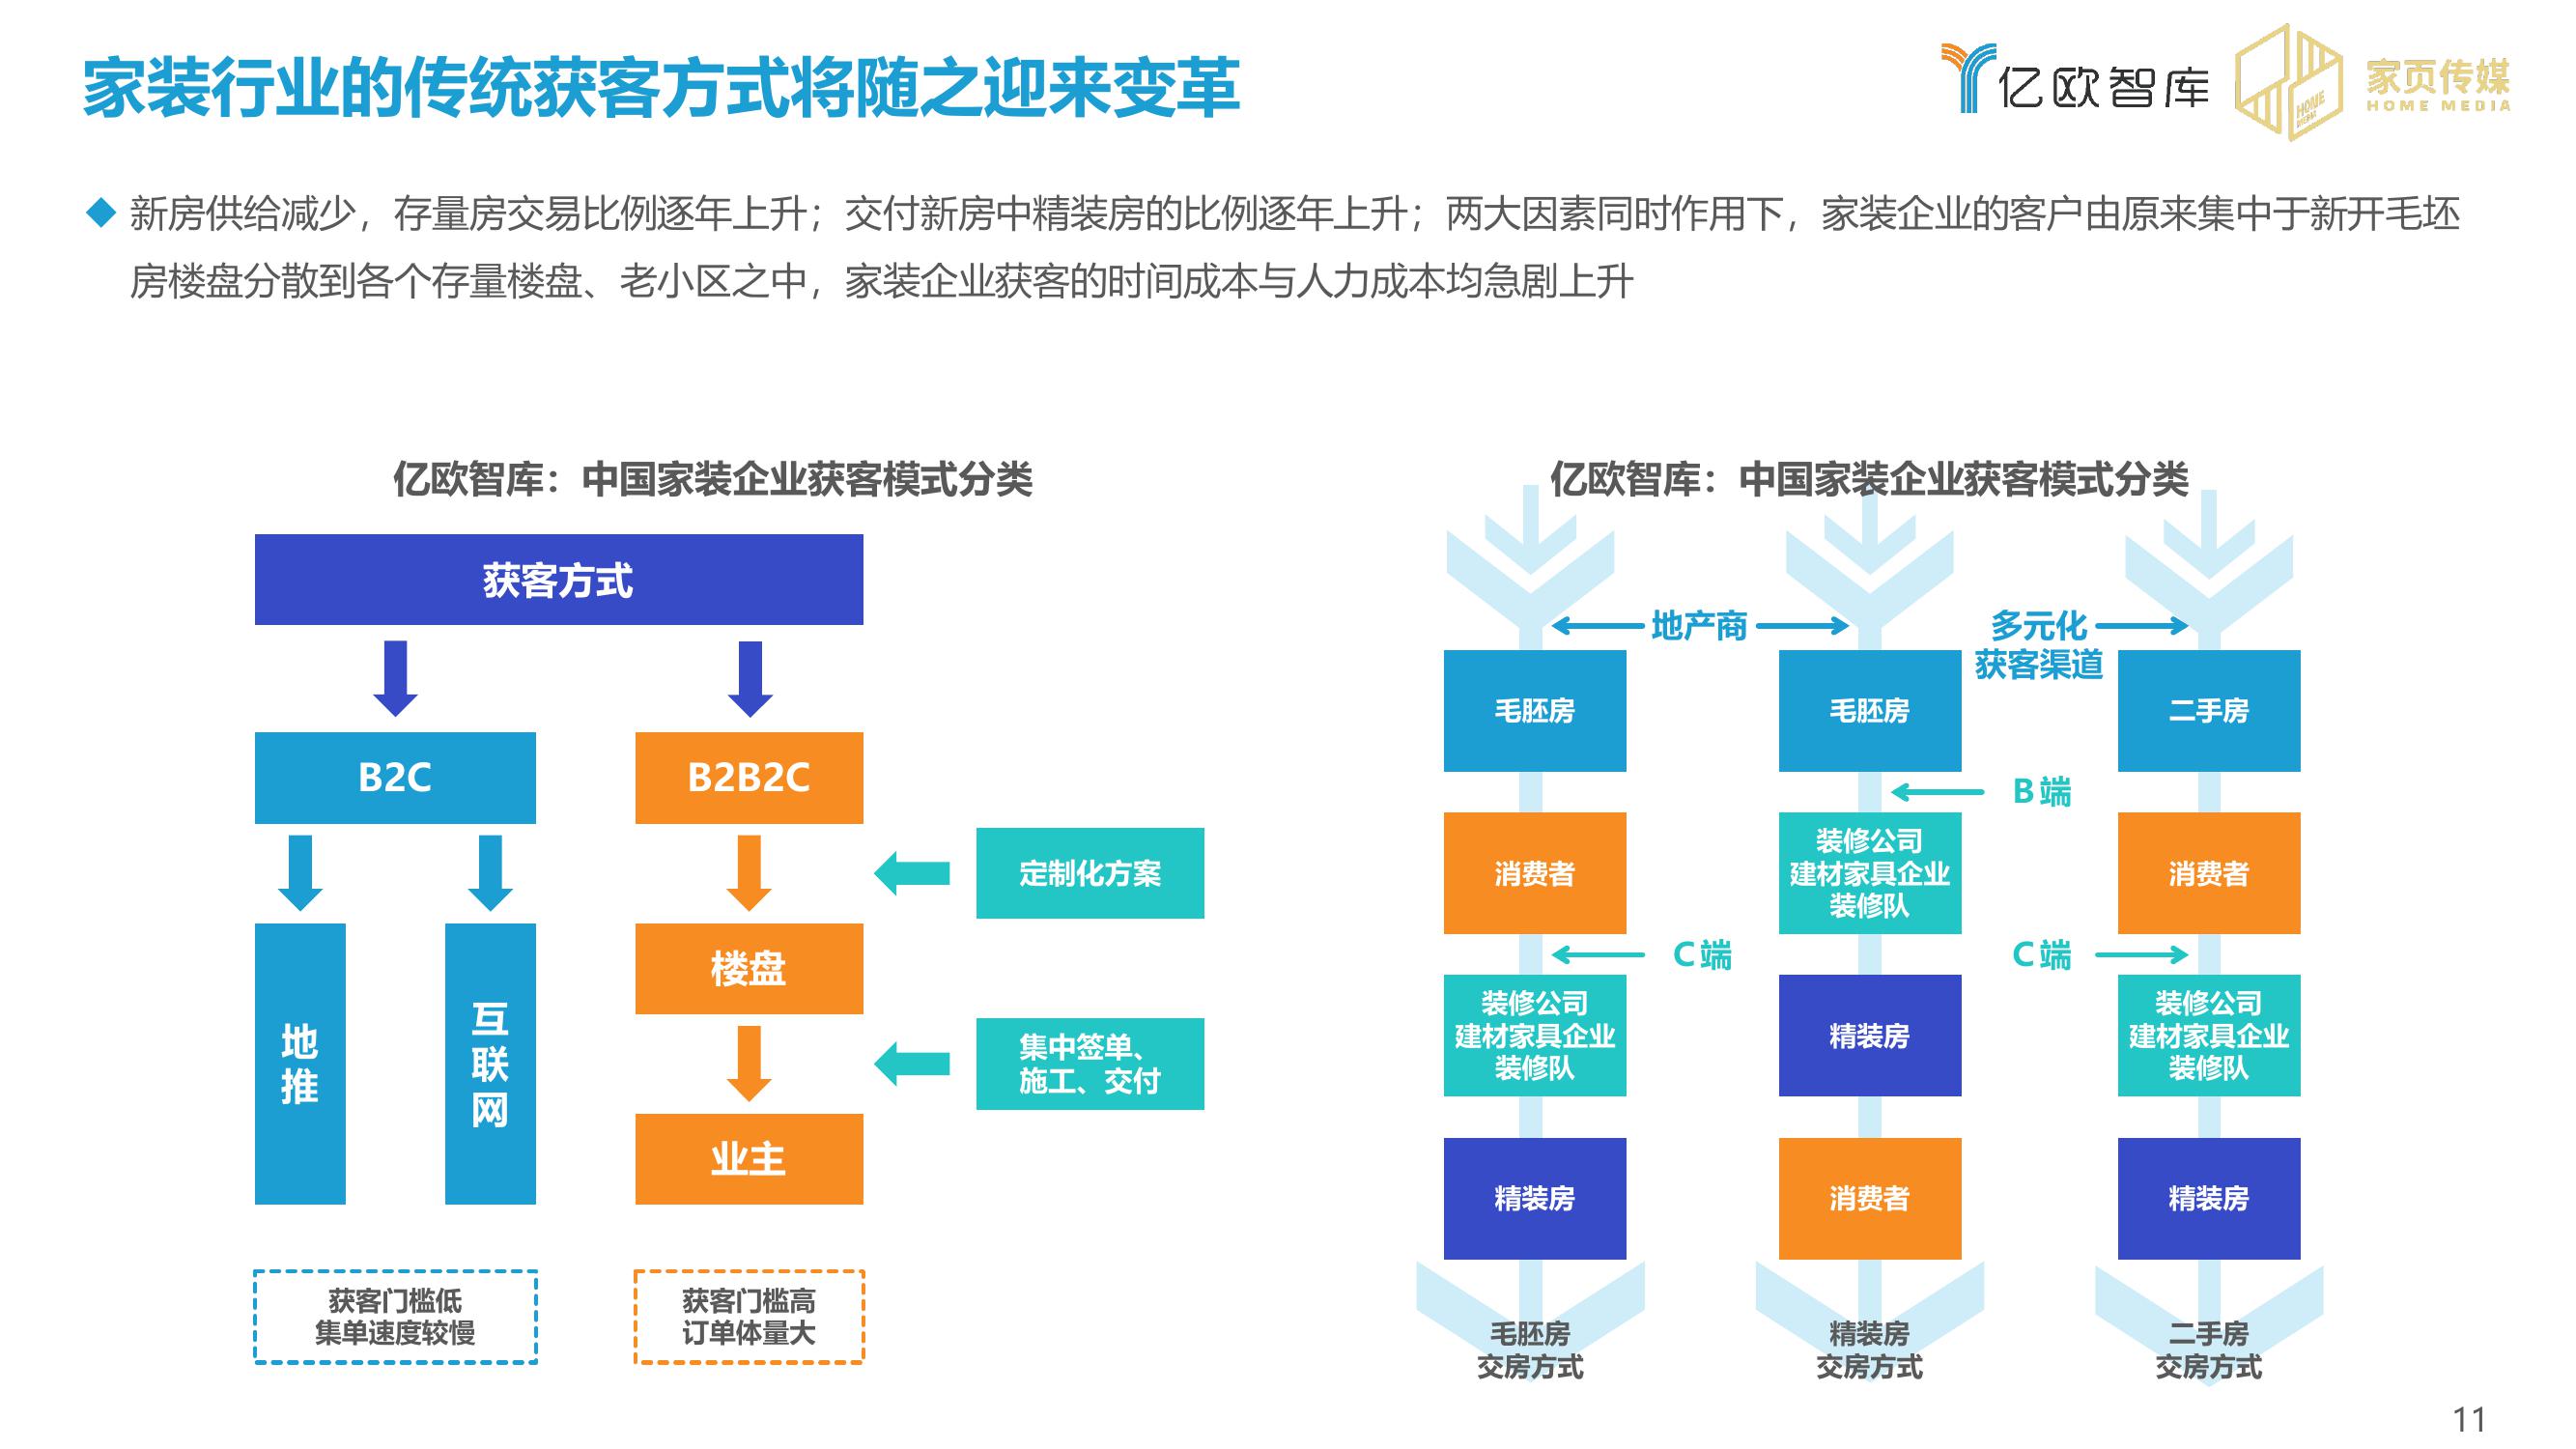 家装行业的传统获客方式将随之迎来变革
亿欧智库
家页传媒
HOME MEDIA
新房供给减少，存量房交易比例逐年上升；交付新房中精装房的比例逐年上升；两大因素同时作用下，家装企业的客户由原来集中于新开毛坯
房楼盘分散到各个存量楼盘、老小区之中，家装企业获客的时间成本与人力成本均急剧上升
亿欧智库：中国家装企业获客模式分类
获客方式
B2C
B2B2C
定制化方案
地
推
互
联
网
楼盘
集中签单、
施工、交付
业主
获客门槛低
集单速度较慢
获客门槛高
订单体量大
亿欧智库：中国家装企业获客模式分类
地产商
多元化
获客渠道
毛胚房
毛胚房
二手房
B端
消费者
装修公司
建材家具企业
装修队
消费者
C端
C端
装修公司
建材家具企业
装修队
精装房
装修公司
建材家具企业
装修队
精装房
消费者
精装房
毛胚房
交房方式
精装房
交房方式
二手房
交房方式
11